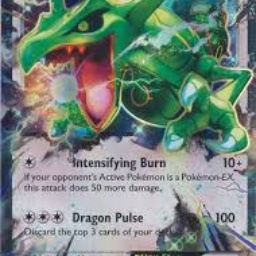 Intensifying Burn 10+
If your opponent's Active Pokémon is a Pokémon-EX,
this attack does 50 more damage.
Dragon Pulse 100
Discard the top 3 cards of your deck.